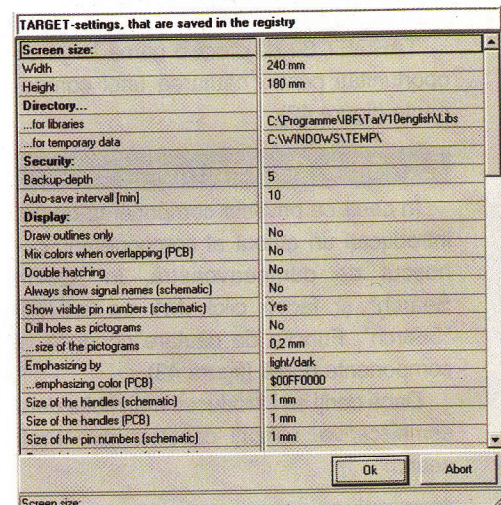 TARGET-settings, that are saved in the registry
Screen size:
Width 240 mm
Height 180 mm
Directory...
...for libraries C:\Programme\IBF\TarV10english\Libs
...for temporary data C:\WINDOWS\TEMP\
Security:
Backup-depth 5
Auto-save intervall [min] 10
Display:
Draw outlines only No
Mix colors when overlapping (PCB) No
Double hatching No
Always show signal names (schematic) No
Show visible pin numbers (schematic) Yes
Drill holes as pictograms No
...size of the pictograms 0,2 mm
Emphasizing by light/dark
...emphasizing color (PCB) $00FF0000
Size of the handles (schematic) 1 mm
Size of the handles (PCB) 1 mm
Size of the pin numbers (schematic) 1 mm
Ok Abort
Screen size: